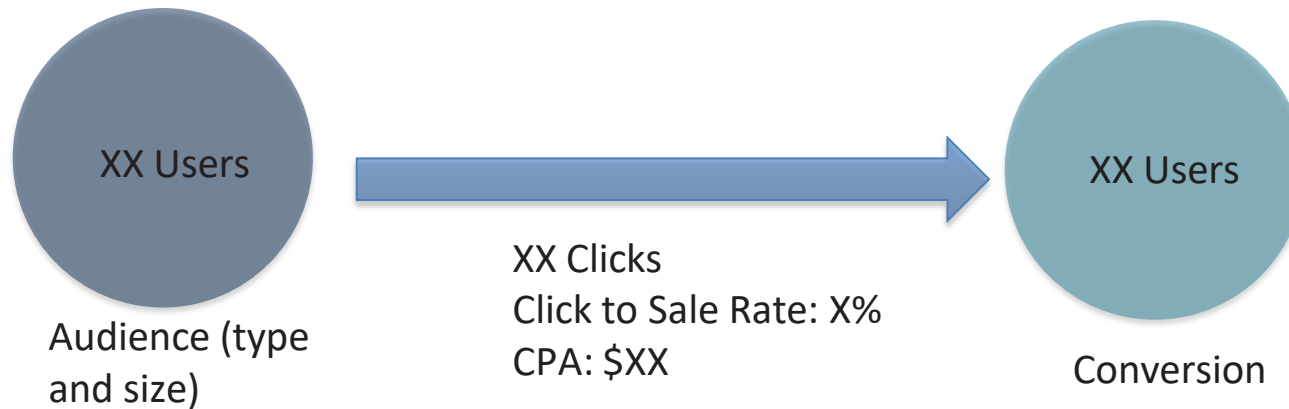 XX Users
Audience (type
and size)
XX Clicks
Click to Sale Rate: X%
CPA: $XX
XX Users
Conversion